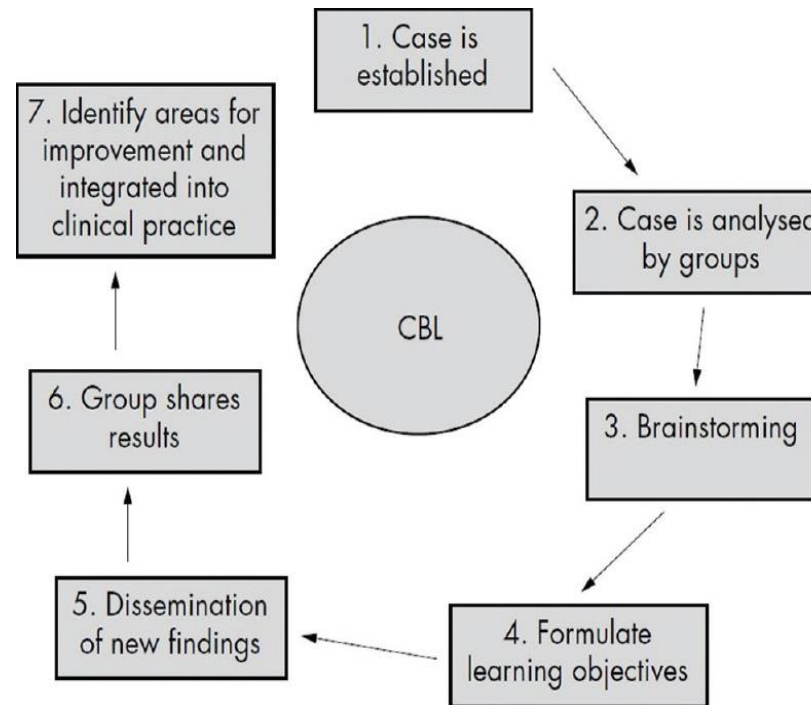 1. Case is
established
2. Case is analysed
by groups
3. Brainstorming
4. Formulate
learning objectives
5. Dissemination
of new findings
6. Group shares
results
7. Identify areas for
improvement and
integrated into
clinical practice
CBL